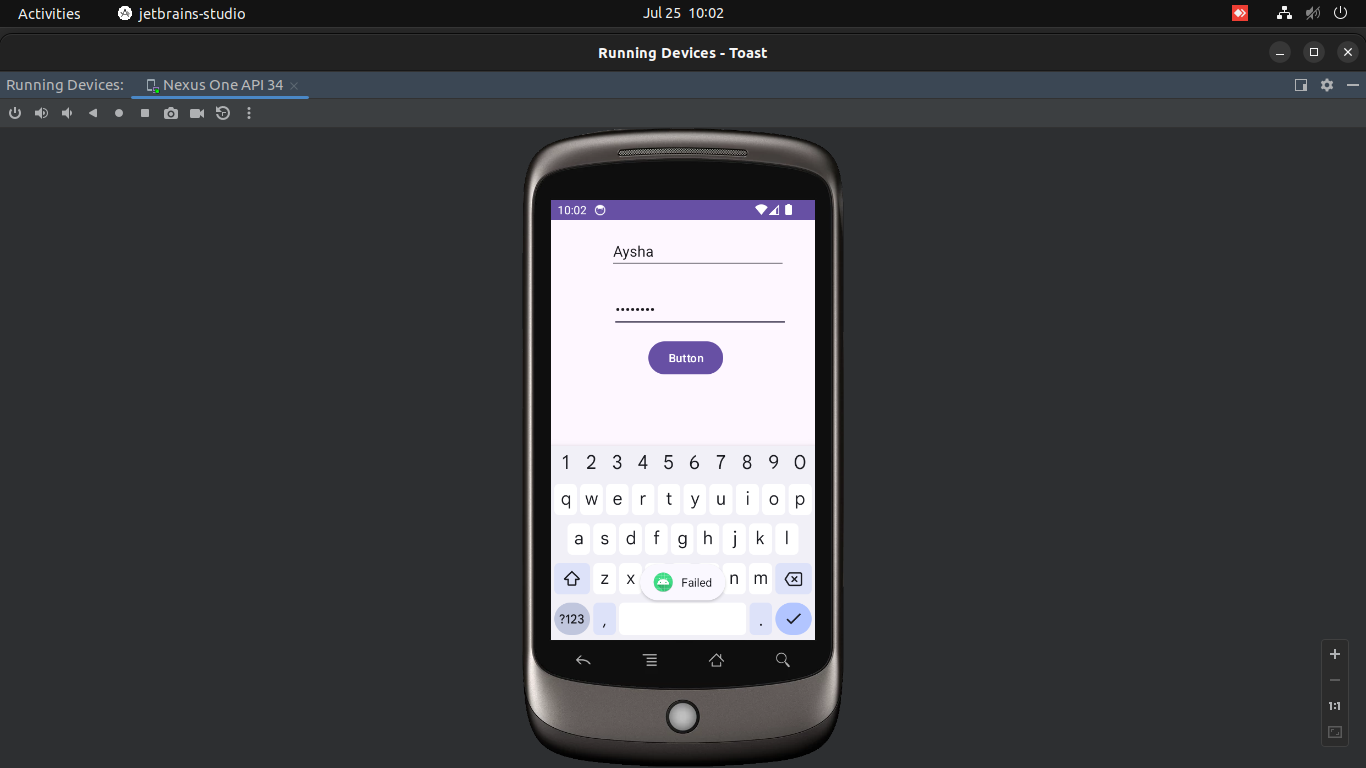 Activities jetbrains-studio Jul 25 10:02
Running Devices - Toast
Running Devices: Nexus One API 34
10:02
Aysha
••••••••
Button
1 2 3 4 5 6 7 8 9 0
q w e r t y u i o p
a s d f g h j k l
z x n m
Failed
?123 , .
1:1